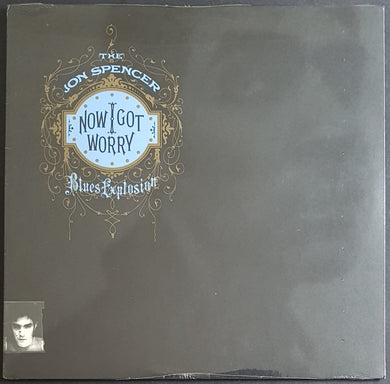 THE
JON SPENCER
NOW I GOT
WORRY
Blues Explosion